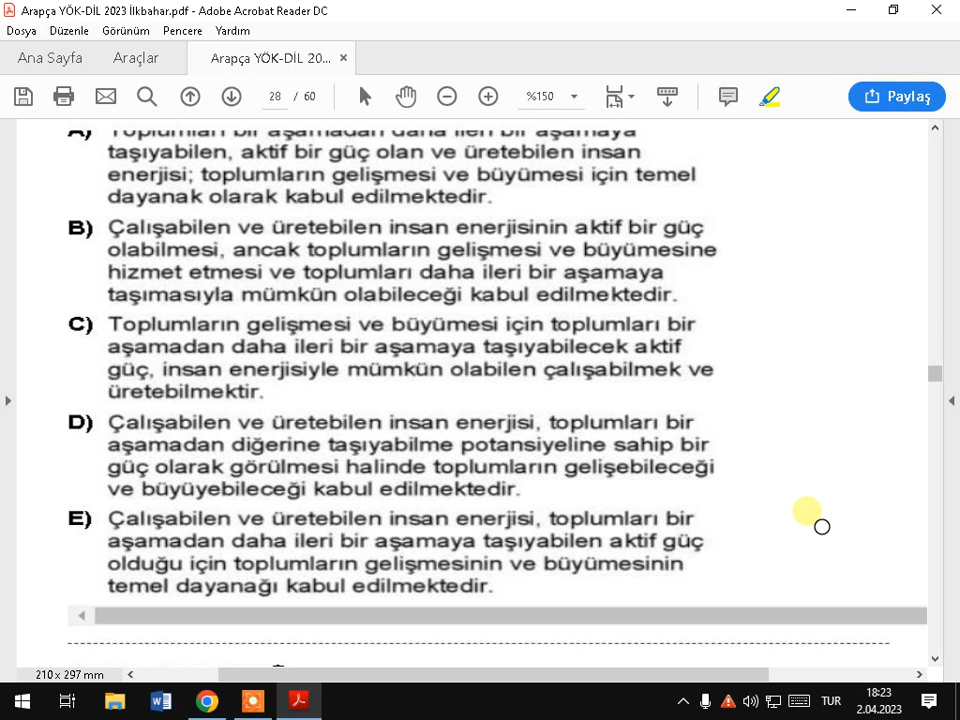 Arapça YÖK-DİL 2023 İlkbahar.pdf - Adobe Acrobat Reader DC
Dosya Düzenle Görünüm Pencere Yardım
Ana Sayfa Araçlar Arapça YÖK-DİL 20... ×
28 / 60 %150 Paylaş
A) Toplumları bir aşamadan daha ileri bir aşamaya
taşıyabilen, aktif bir güç olan ve üretebilen insan
enerjisi; toplumların gelişmesi ve büyümesi için temel
dayanak olarak kabul edilmektedir.
B) Çalışabilen ve üretebilen insan enerjisinin aktif bir güç
olabilmesi, ancak toplumların gelişmesi ve büyümesine
hizmet etmesi ve toplumları daha ileri bir aşamaya
taşımasıyla mümkün olabileceği kabul edilmektedir.
C) Toplumların gelişmesi ve büyümesi için toplumları bir
aşamadan daha ileri bir aşamaya taşıyabilecek aktif
güç, insan enerjisiyle mümkün olabilen çalışabilmek ve
üretebilmektir.
D) Çalışabilen ve üretebilen insan enerjisi, toplumları bir
aşamadan diğerine taşıyabilme potansiyeline sahip bir
güç olarak görülmesi halinde toplumların gelişebileceği
ve büyüyebileceği kabul edilmektedir.
E) Çalışabilen ve üretebilen insan enerjisi, toplumları bir
aşamadan daha ileri bir aşamaya taşıyabilen aktif güç
olduğu için toplumların gelişmesinin ve büyümesinin
temel dayanağı kabul edilmektedir.
210 x 297 mm
TUR 18:23
2.04.2023